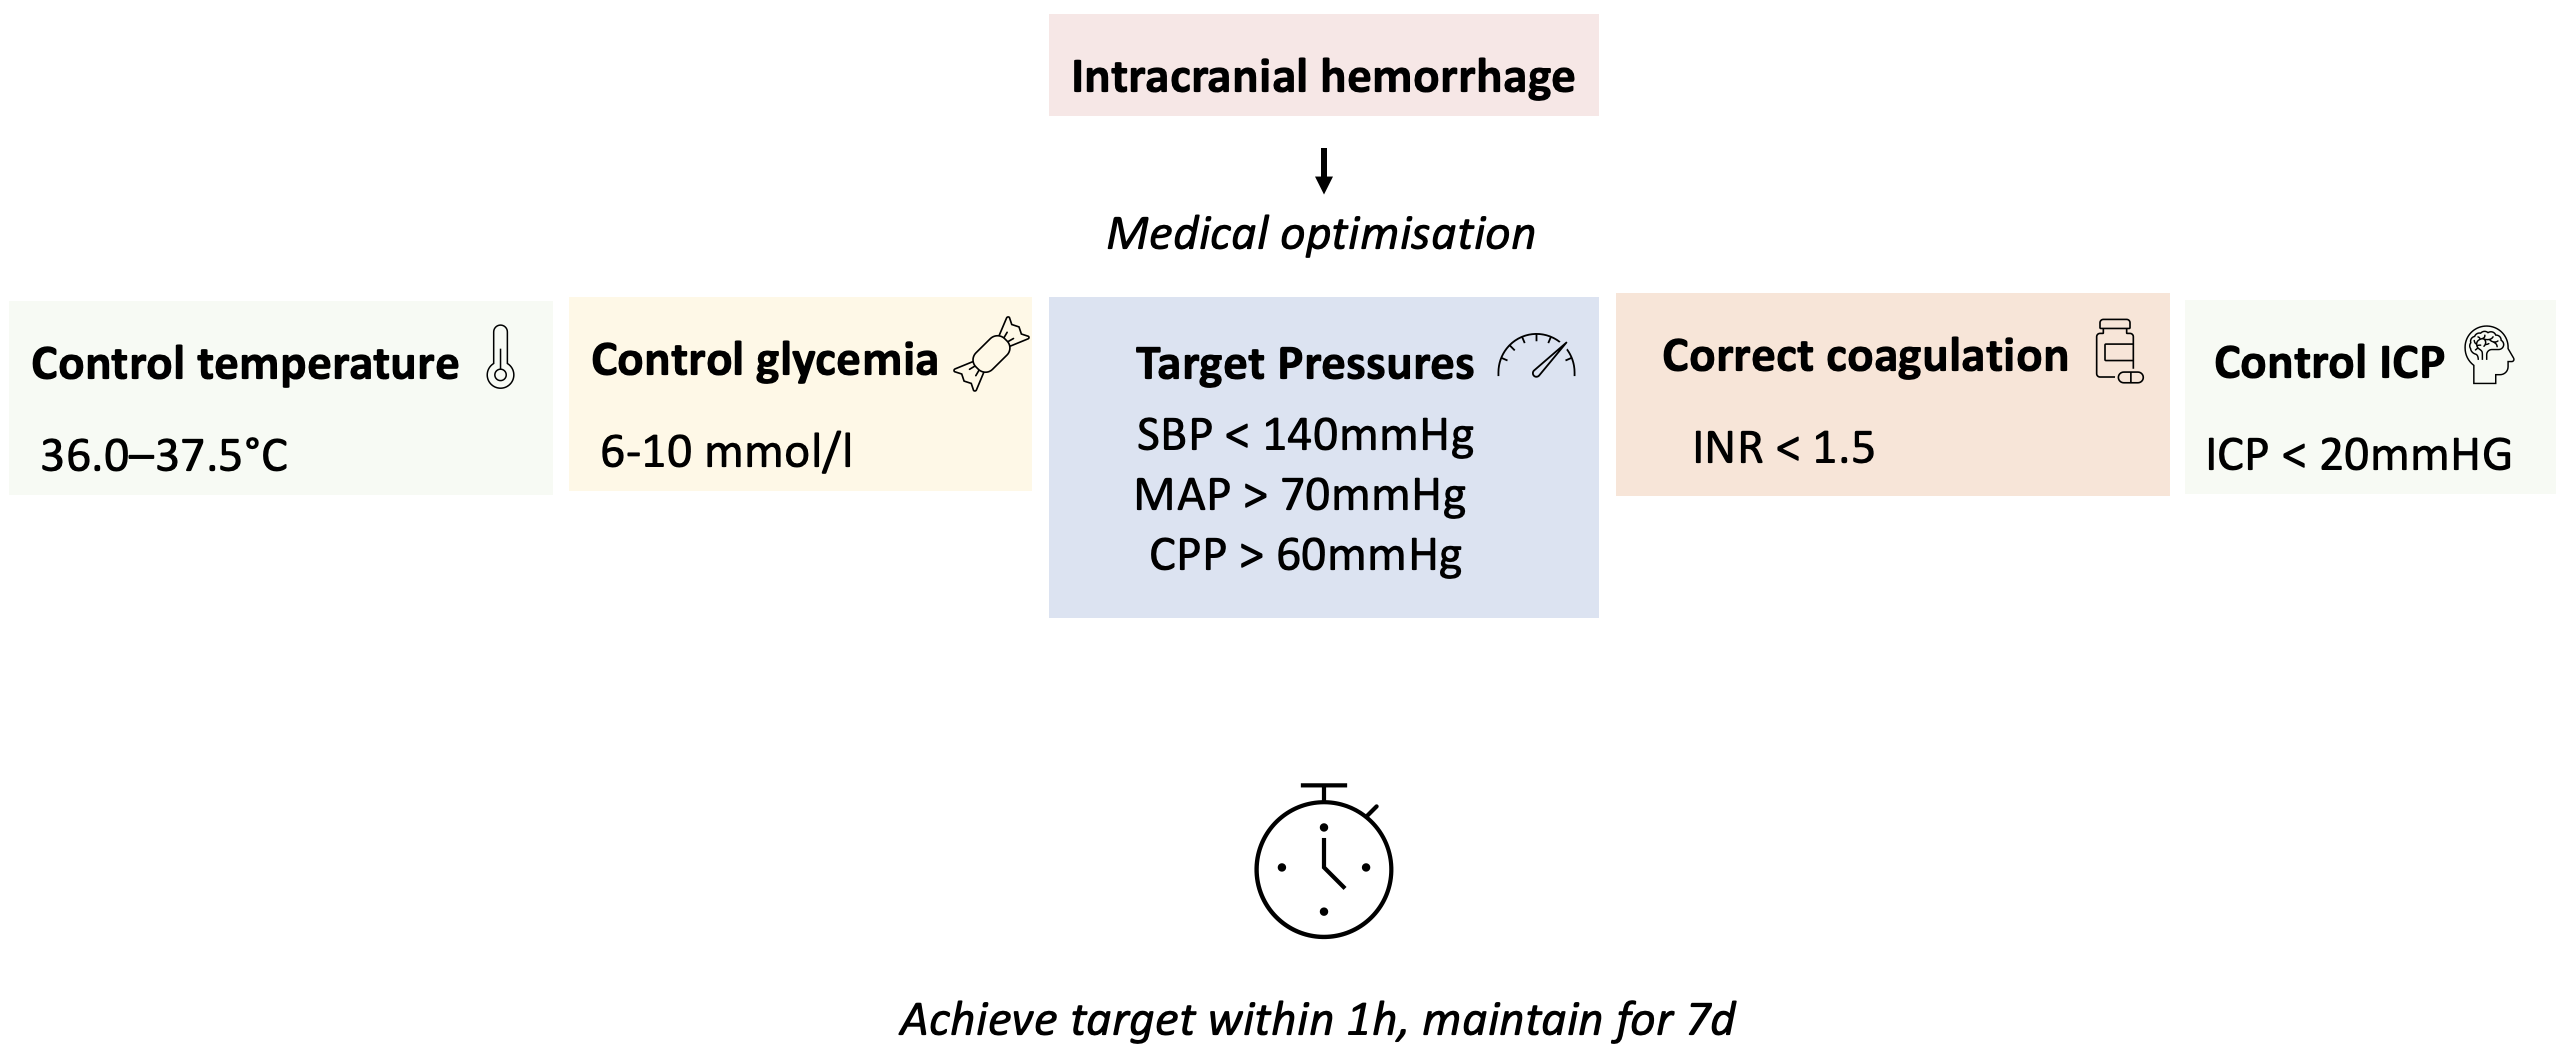 Intracranial hemorrhage
Medical optimisation
Control temperature
36.0–37.5°C
Control glycemia
6-10 mmol/l
Target Pressures
SBP < 140mmHg
MAP > 70mmHg
CPP > 60mmHg
Correct coagulation
INR < 1.5
Control ICP
ICP < 20mmHG
Achieve target within 1h, maintain for 7d